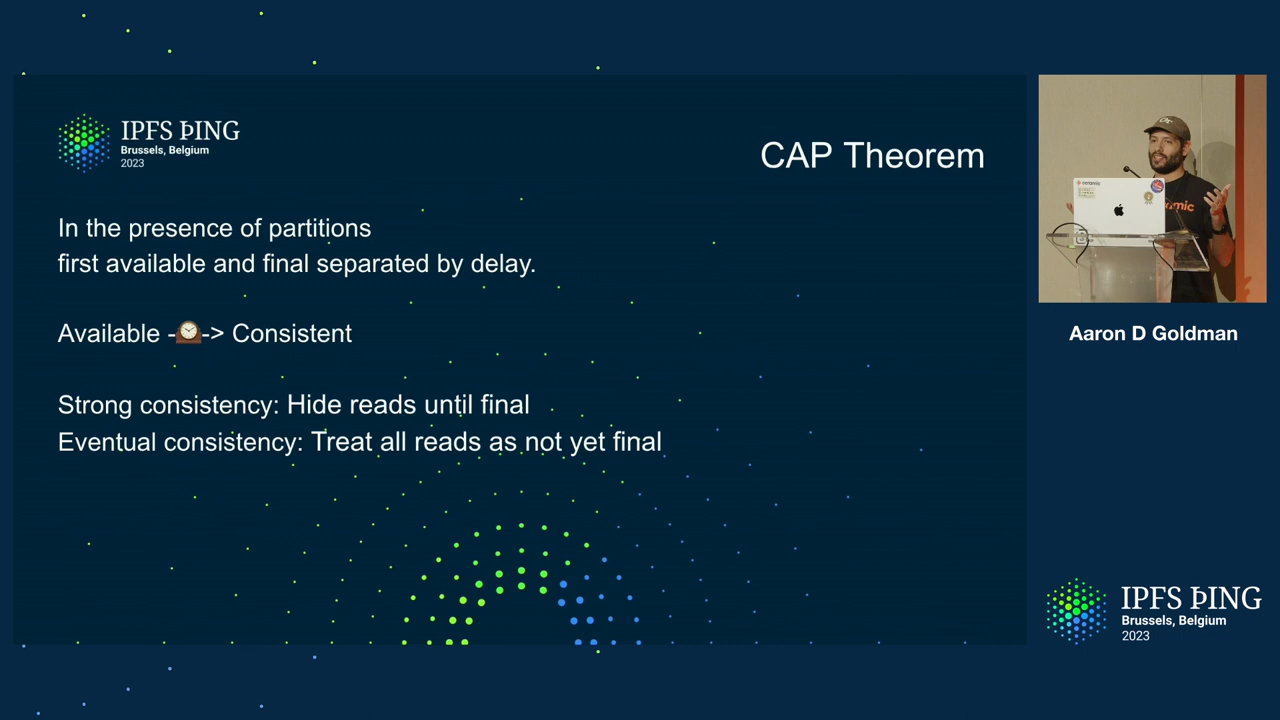 IPFS ÞING
Brussels, Belgium
2023
CAP Theorem
In the presence of partitions
first available and final separated by delay.
Available -🕰️-> Consistent
Strong consistency: Hide reads until final
Eventual consistency: Treat all reads as not yet final
Aaron D Goldman
IPFS ÞING
Brussels, Belgium
2023